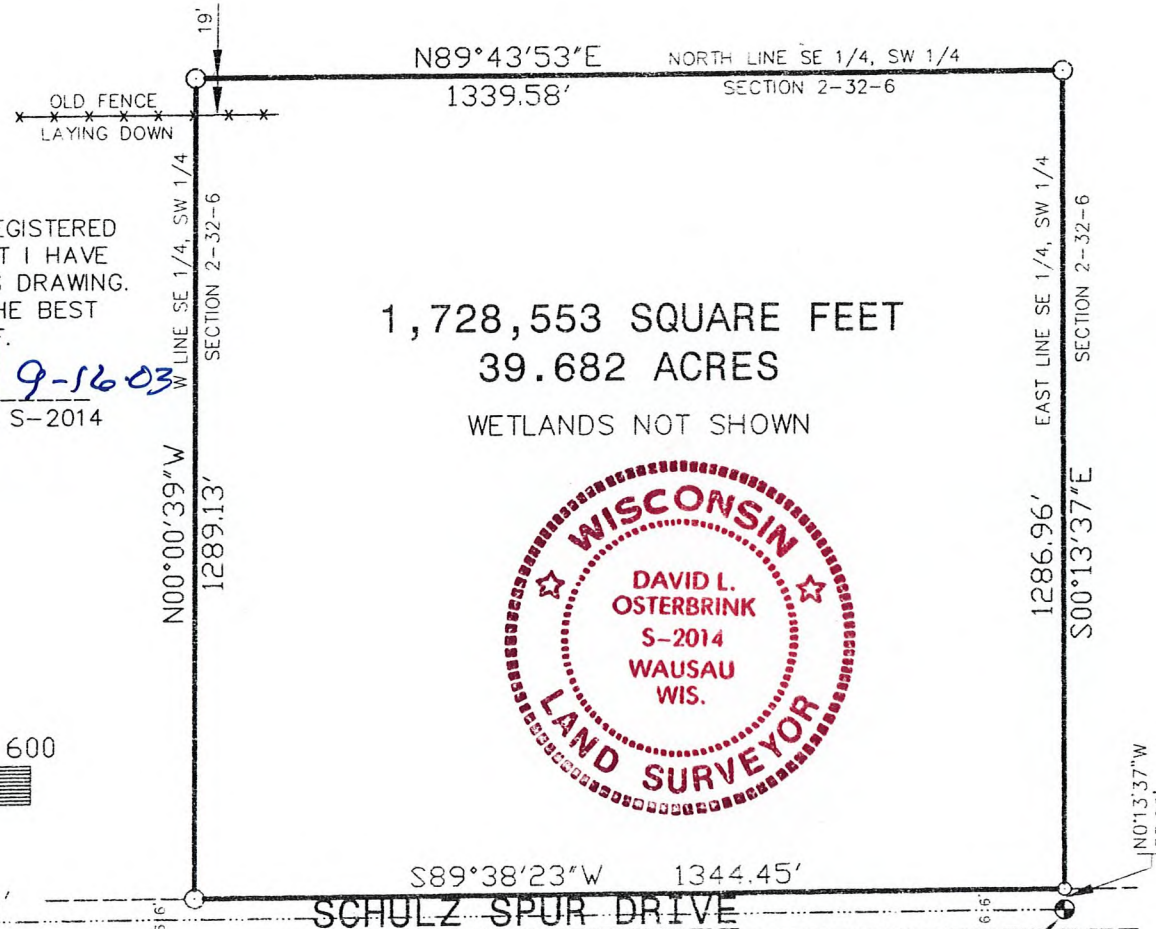 19'
N89°43'53"E NORTH LINE SE 1/4, SW 1/4
1339.58' SECTION 2-32-6
OLD FENCE
LAYING DOWN
EGISTERED
T I HAVE
S DRAWING.
HE BEST
F.
9-16-03
S-2014
W LINE SE 1/4, SW 1/4
SECTION 2-32-6
N00°00'39"W
1289.13'
1,728,553 SQUARE FEET
39.682 ACRES
WETLANDS NOT SHOWN
WISCONSIN
DAVID L.
OSTERBRINK
S-2014
WAUSAU
WIS.
LAND SURVEYOR
EAST LINE SE 1/4, SW 1/4
SECTION 2-32-6
1286.96'
S00°13'37"E
600
N0°13'37"W
S89°38'23"W 1344.45'
SCHULZ SPUR DRIVE